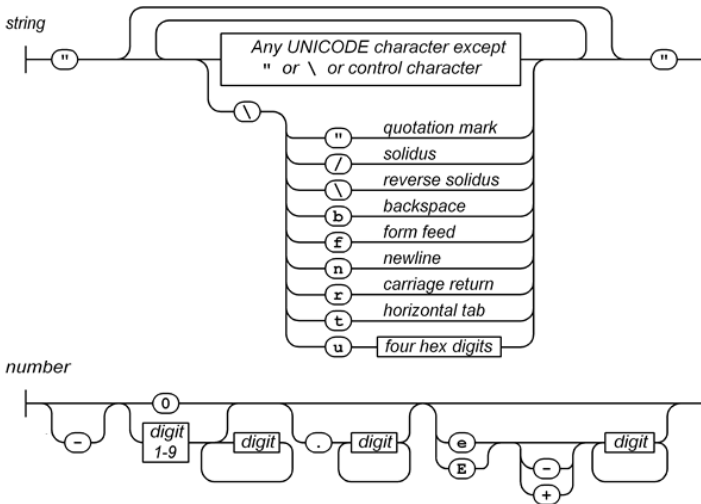 string
"
Any UNICODE character except
" or \ or control character
"
\
" quotation mark
/ solidus
\ reverse solidus
b backspace
f form feed
n newline
r carriage return
t horizontal tab
u four hex digits
number
-
0
digit
1-9
digit
.
digit
e
E
-
+
digit